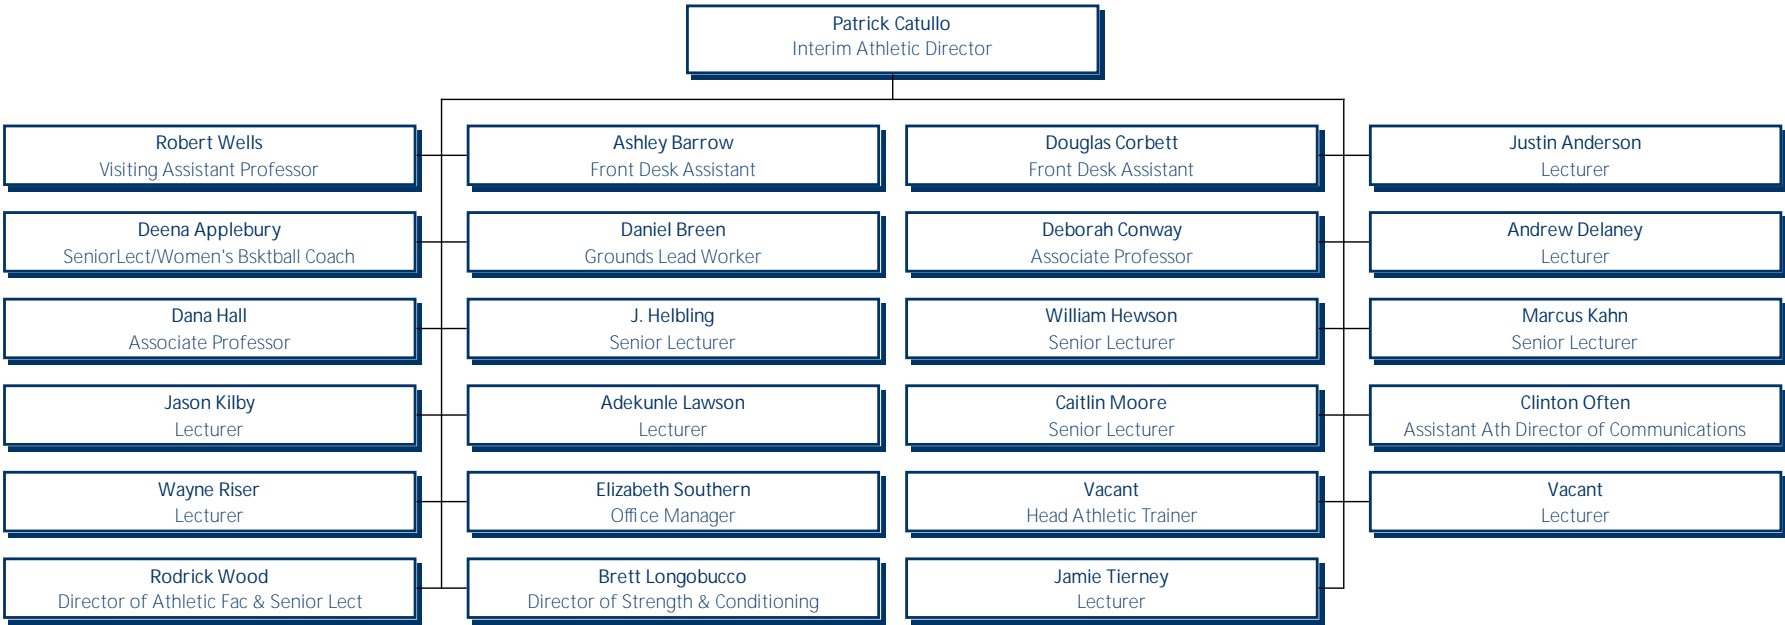 Patrick Catullo
Interim Athletic Director
Robert Wells
Visiting Assistant Professor
Ashley Barrow
Front Desk Assistant
Douglas Corbett
Front Desk Assistant
Justin Anderson
Lecturer
Deena Applebury
SeniorLect/Women's Bsktball Coach
Daniel Breen
Grounds Lead Worker
Deborah Conway
Associate Professor
Andrew Delaney
Lecturer
Dana Hall
Associate Professor
J. Helbling
Senior Lecturer
William Hewson
Senior Lecturer
Marcus Kahn
Senior Lecturer
Jason Kilby
Lecturer
Adekunle Lawson
Lecturer
Caitlin Moore
Senior Lecturer
Clinton Often
Assistant Ath Director of Communications
Wayne Riser
Lecturer
Elizabeth Southern
Office Manager
Vacant
Head Athletic Trainer
Vacant
Lecturer
Rodrick Wood
Director of Athletic Fac & Senior Lect
Brett Longobucco
Director of Strength & Conditioning
Jamie Tierney
Lecturer